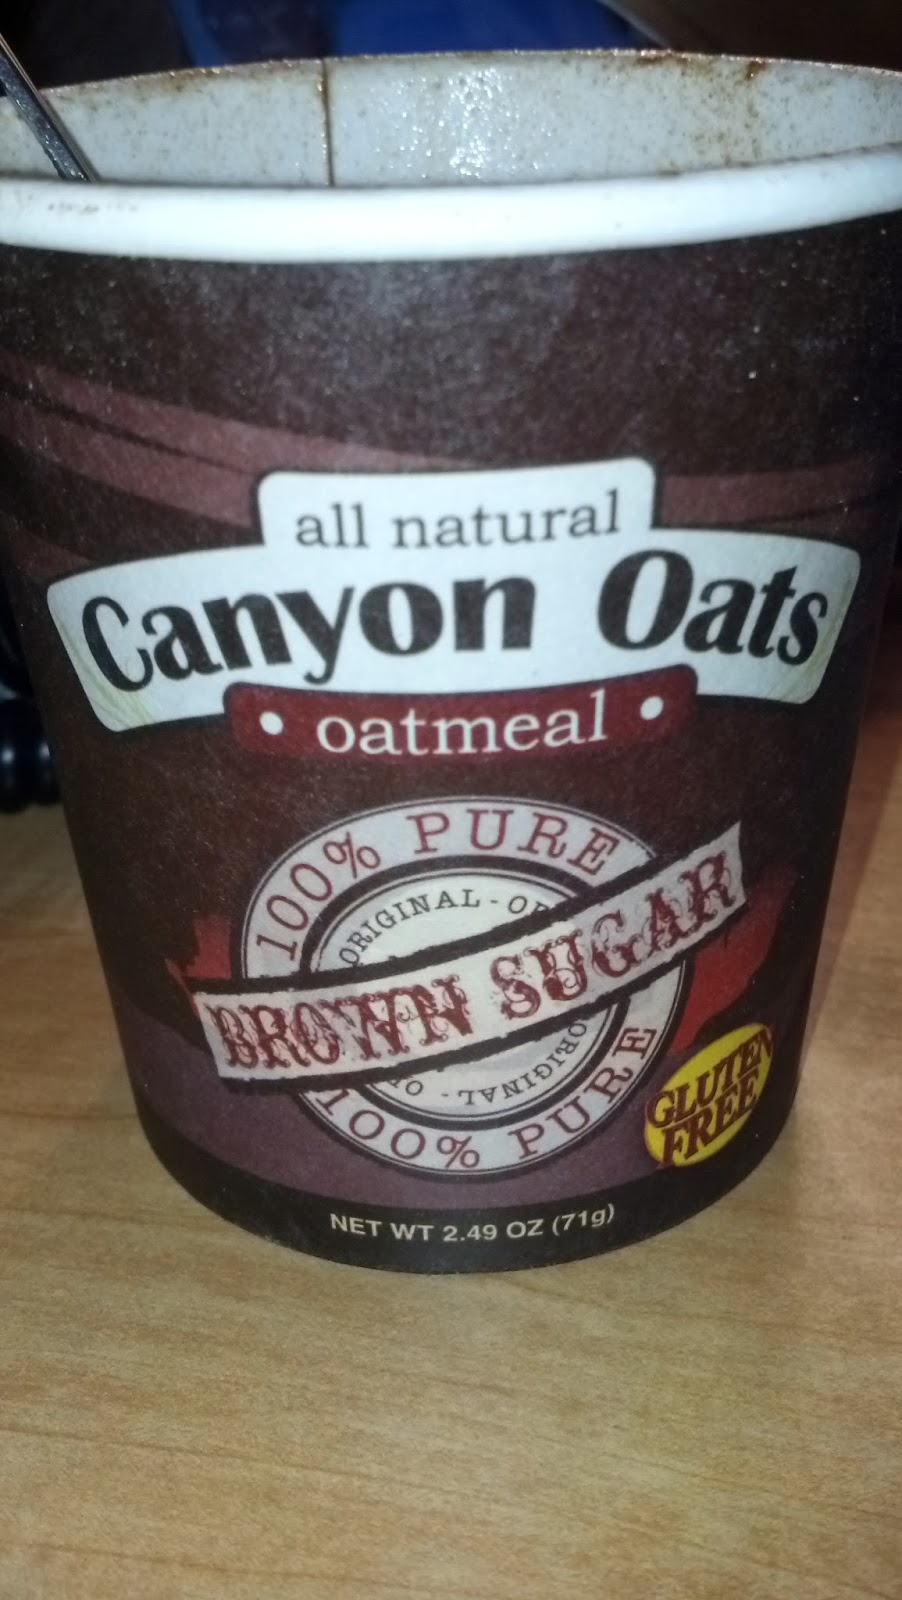 all natural
Canyon Oats
• oatmeal •
100% PURE
ORIGINAL -
BROWN SUGAR
ORIGINAL -
100% PURE
GLUTEN
FREE
NET WT 2.49 OZ (71g)